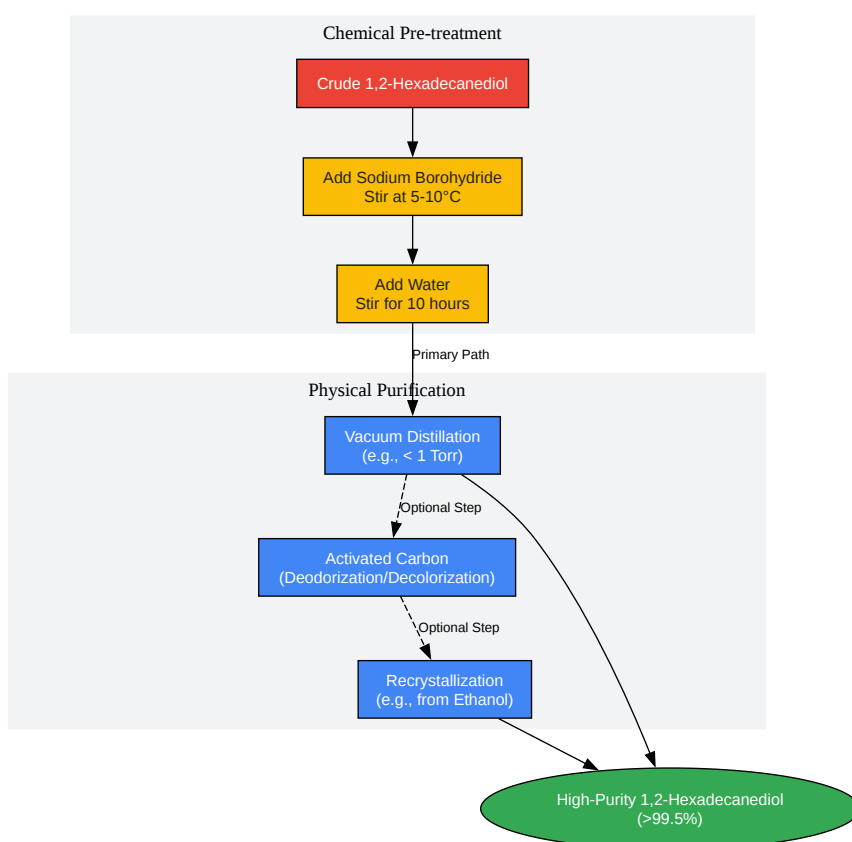 Chemical Pre-treatment
Crude 1,2-Hexadecanediol
Add Sodium Borohydride
Stir at 5-10°C
Add Water
Stir for 10 hours
Primary Path
Physical Purification
Vacuum Distillation
(e.g., < 1 Torr)
Optional Step
Activated Carbon
(Deodorization/Decolorization)
Optional Step
Recrystallization
(e.g., from Ethanol)
High-Purity 1,2-Hexadecanediol
(>99.5%)